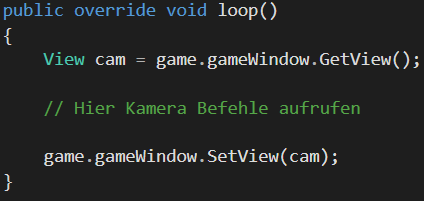 public override void loop()
{
View cam = game.gameWindow.GetView();
// Hier Kamera Befehle aufrufen
game.gameWindow.SetView(cam);
}